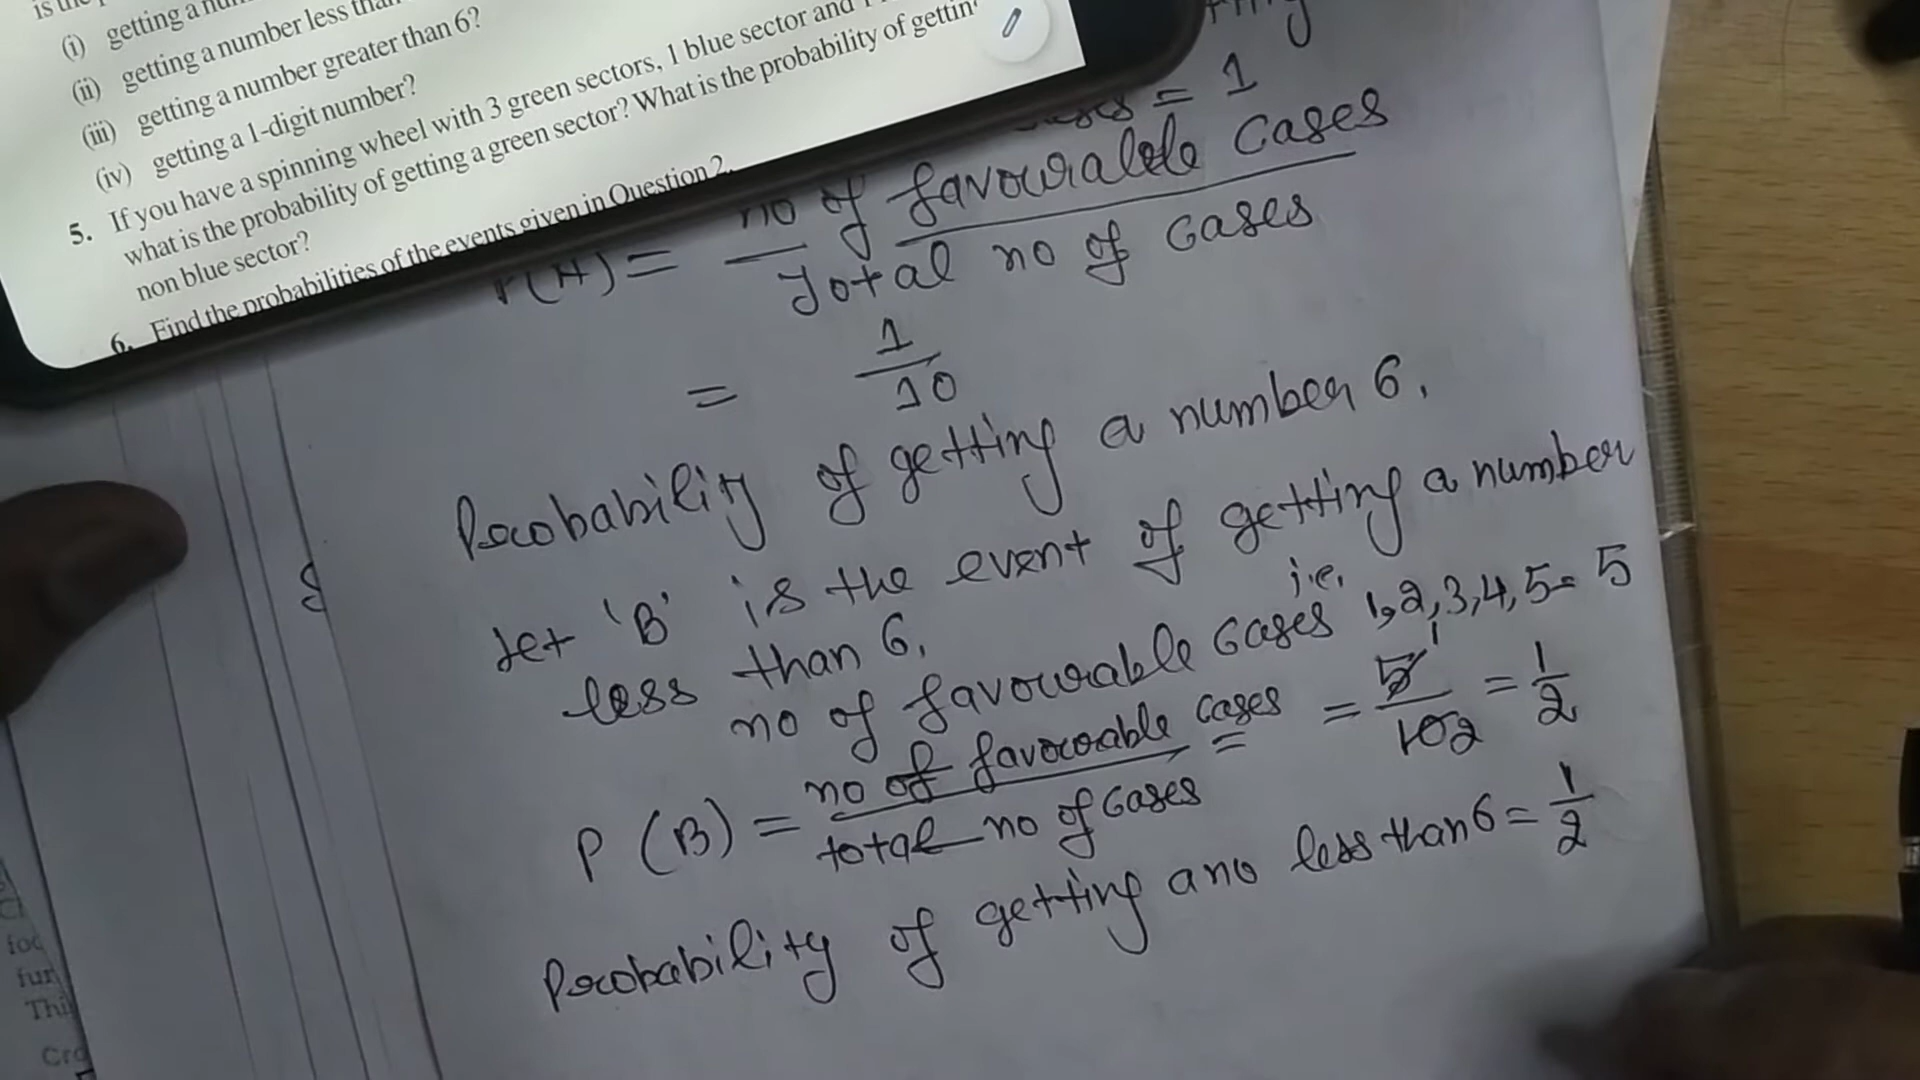 (i) getting a
(ii) getting a number less
(iii) getting a number greater than 6?
(iv) getting a 1-digit number?
5. If you have a spinning wheel with 3 green sectors, 1 blue sector and
what is the probability of getting a green sector? What is the probability of
non blue sector?
6. Find the probabilities of the events given in Question 2.
= 1
no of favourable cases
Total no of cases
= 1
10
Probability of getting a number 6.
let 'B' is the event of getting a number
less than 6.
i.e.
no of favourable cases 1,2,3,4,5 = 5
P (B) = no of favourable cases = = 5 1 = 1
total no of cases 10 2 2
Probability of getting a no less than 6 = 1
2
foc
fur